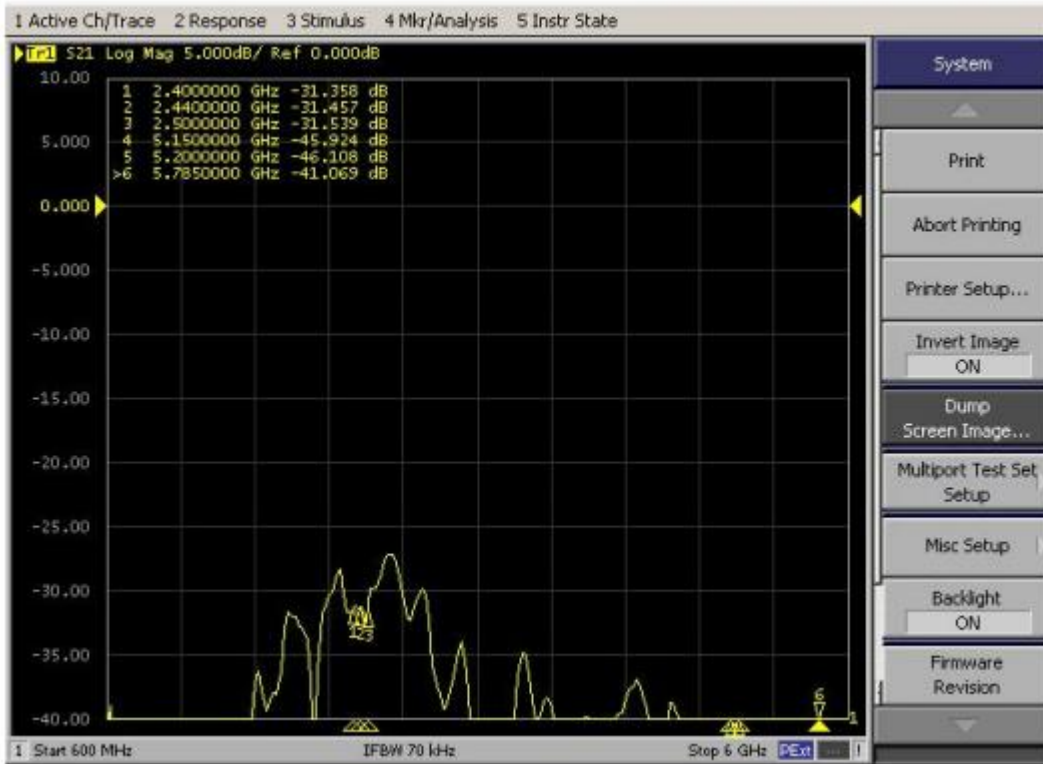 1 Active Ch/Trace 2 Response 3 Stimulus 4 Mkr/Analysis 5 Instr State
Tr1 S21 Log Mag 5.000dB/ Ref 0.000dB
10.00
1 2.4000000 GHz -31.358 dB
2 2.4400000 GHz -31.457 dB
3 2.5000000 GHz -31.539 dB
4 5.1500000 GHz -45.924 dB
5 5.2000000 GHz -46.108 dB
>6 5.7850000 GHz -41.069 dB
5.000
0.000
-5.000
-10.00
-15.00
-20.00
-25.00
-30.00
-35.00
-40.00
123
6
1
1 Start 600 MHz IFBW 70 kHz Stop 6 GHz PExt !
System
Print
Abort Printing
Printer Setup...
Invert Image
ON
Dump
Screen Image...
Multiport Test Set
Setup
Misc Setup
Backlight
ON
Firmware
Revision